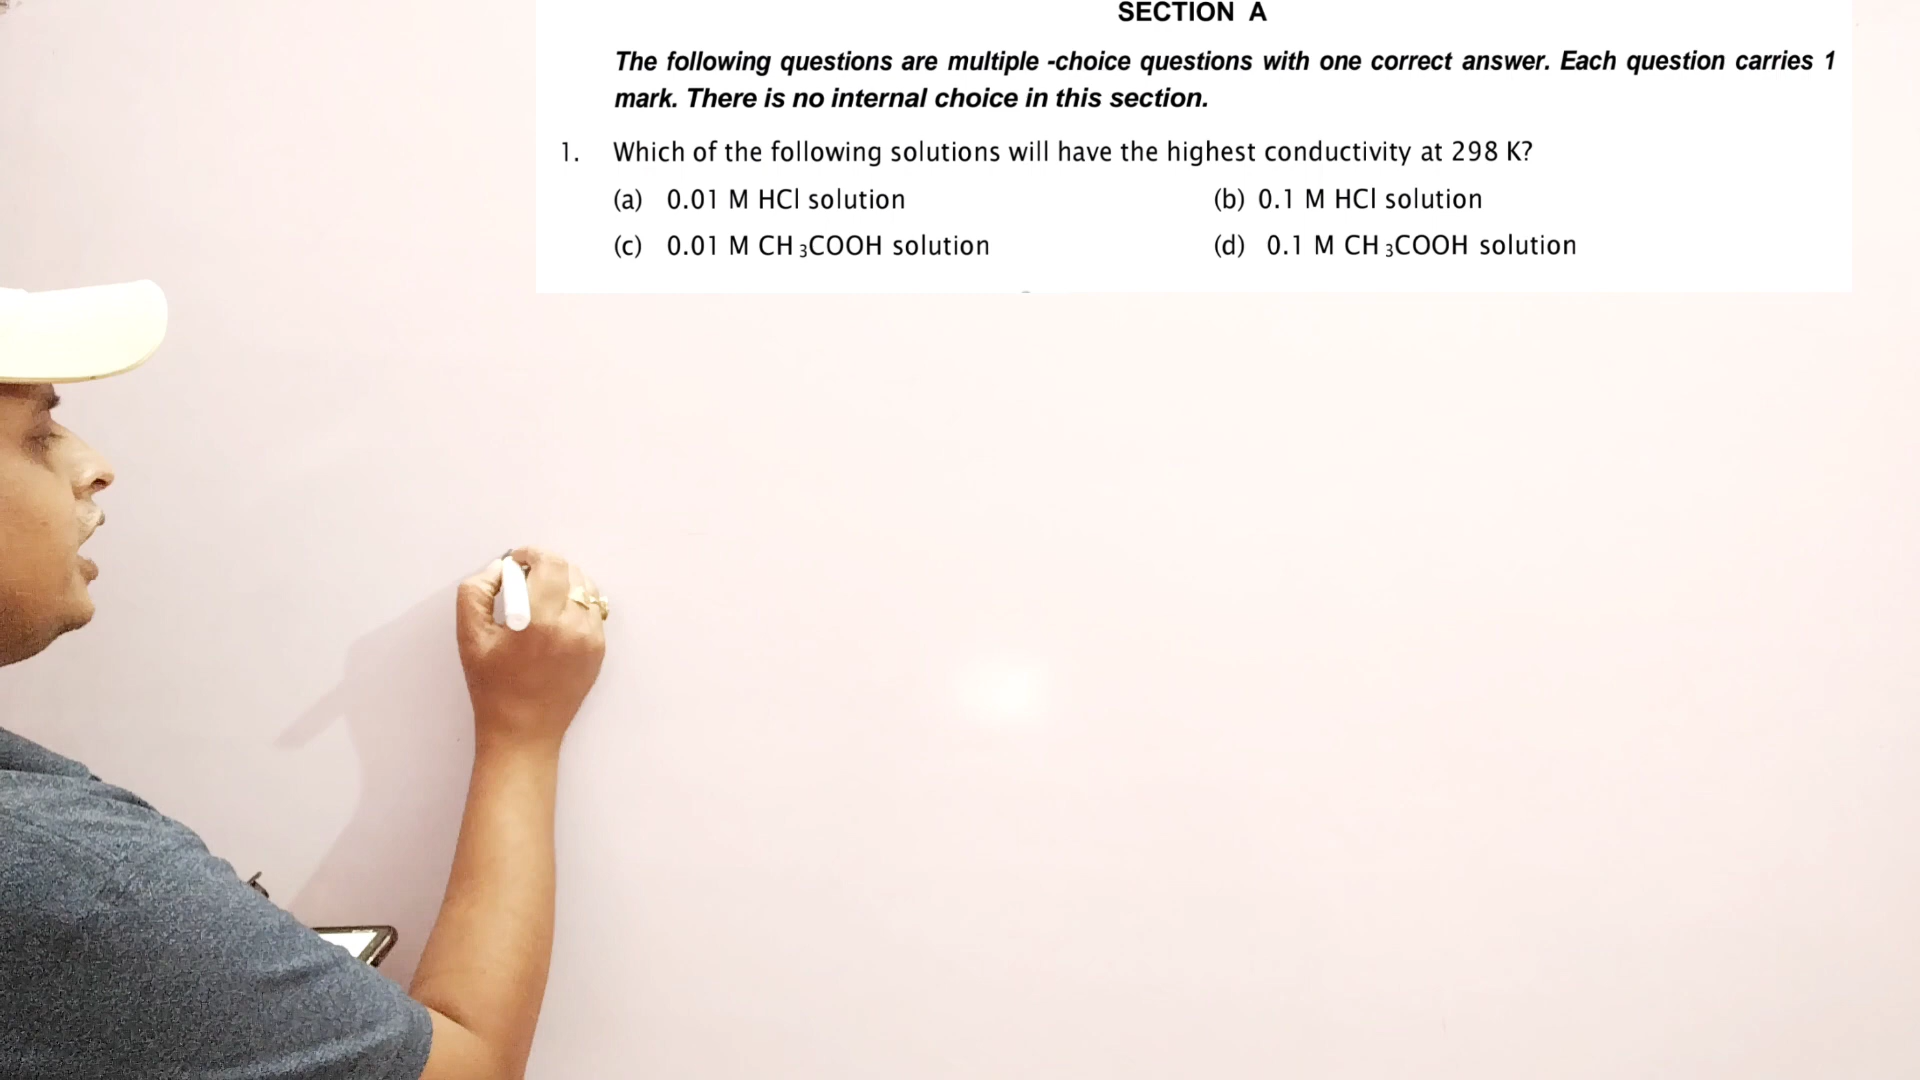 SECTION A
The following questions are multiple -choice questions with one correct answer. Each question carries 1
mark. There is no internal choice in this section.
1. Which of the following solutions will have the highest conductivity at 298 K?
(a) 0.01 M HCl solution (b) 0.1 M HCl solution
(c) 0.01 M CH₃COOH solution (d) 0.1 M CH₃COOH solution